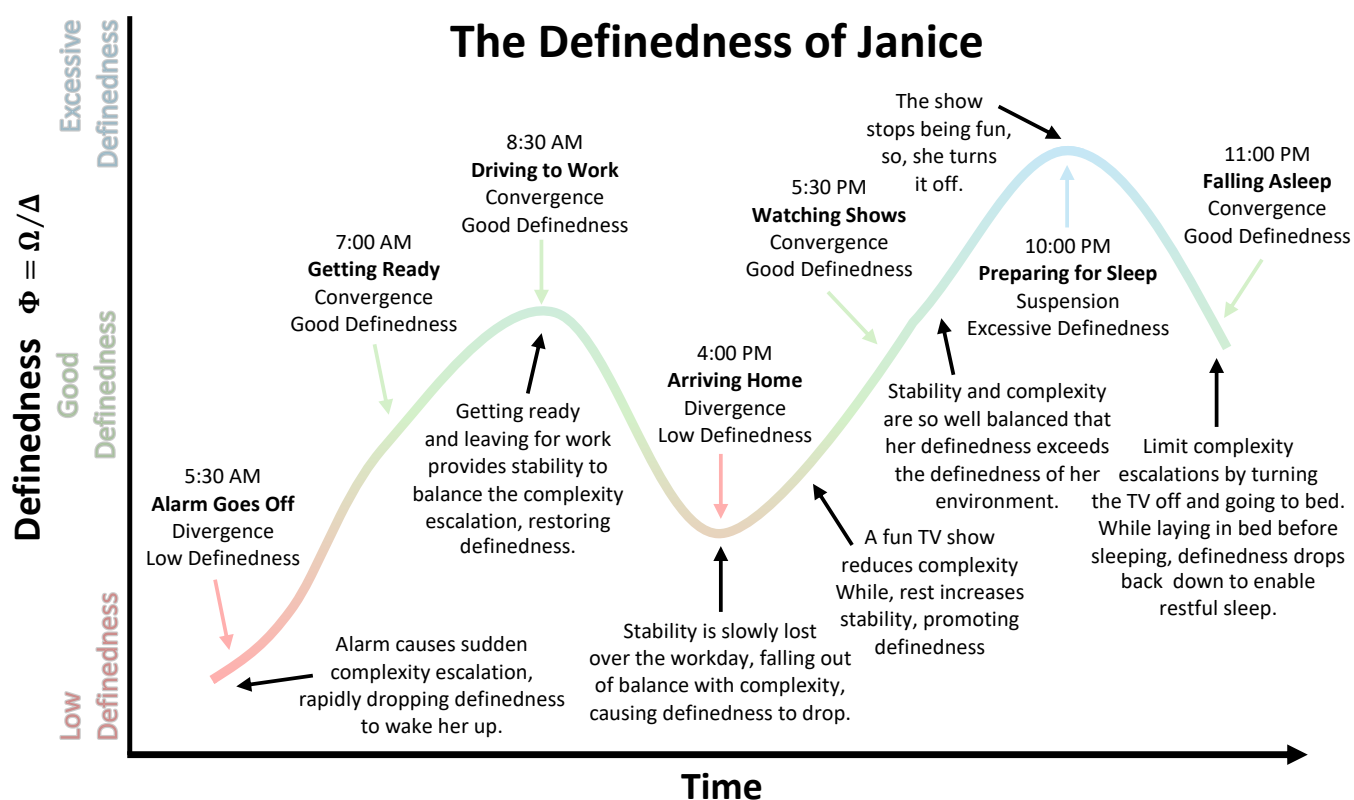 The Definedness of Janice
Excessive
Definedness
Good
Definedness
Low
Definedness
Definedness Φ = Ω/Δ
5:30 AM
Alarm Goes Off
Divergence
Low Definedness
Alarm causes sudden
complexity escalation,
rapidly dropping definedness
to wake her up.
7:00 AM
Getting Ready
Convergence
Good Definedness
8:30 AM
Driving to Work
Convergence
Good Definedness
Getting ready
and leaving for work
provides stability to
balance the complexity
escalation, restoring
definedness.
4:00 PM
Arriving Home
Divergence
Low Definedness
Stability is slowly lost
over the workday, falling out
of balance with complexity,
causing definedness to drop.
5:30 PM
Watching Shows
Convergence
Good Definedness
A fun TV show
reduces complexity
While, rest increases
stability, promoting
definedness
Stability and complexity
are so well balanced that
her definedness exceeds
the definedness of her
environment.
The show
stops being fun,
so, she turns
it off.
10:00 PM
Preparing for Sleep
Suspension
Excessive Definedness
11:00 PM
Falling Asleep
Convergence
Good Definedness
Limit complexity
escalations by turning
the TV off and going to bed.
While laying in bed before
sleeping, definedness drops
back down to enable
restful sleep.
Time